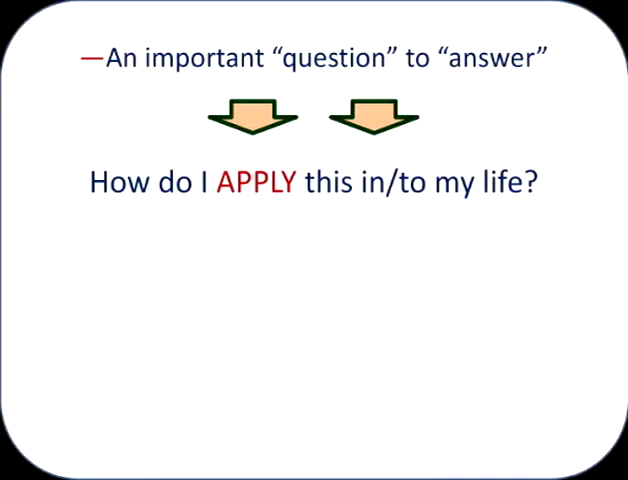 —An important “question” to “answer”
How do I APPLY this in/to my life?